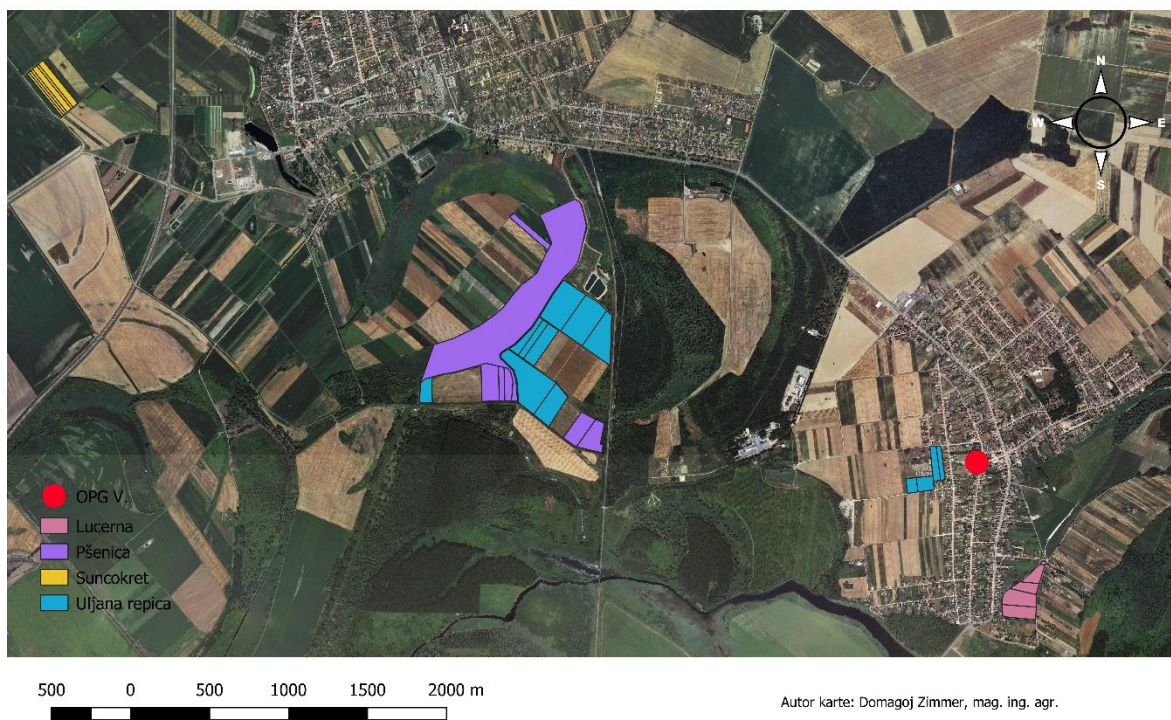 N
W E
S
OPG V.
Lucerna
Pšenica
Suncokret
Uljana repica
500 0 500 1000 1500 2000 m
Autor karte: Domagoj Zimmer, mag. ing. agr.